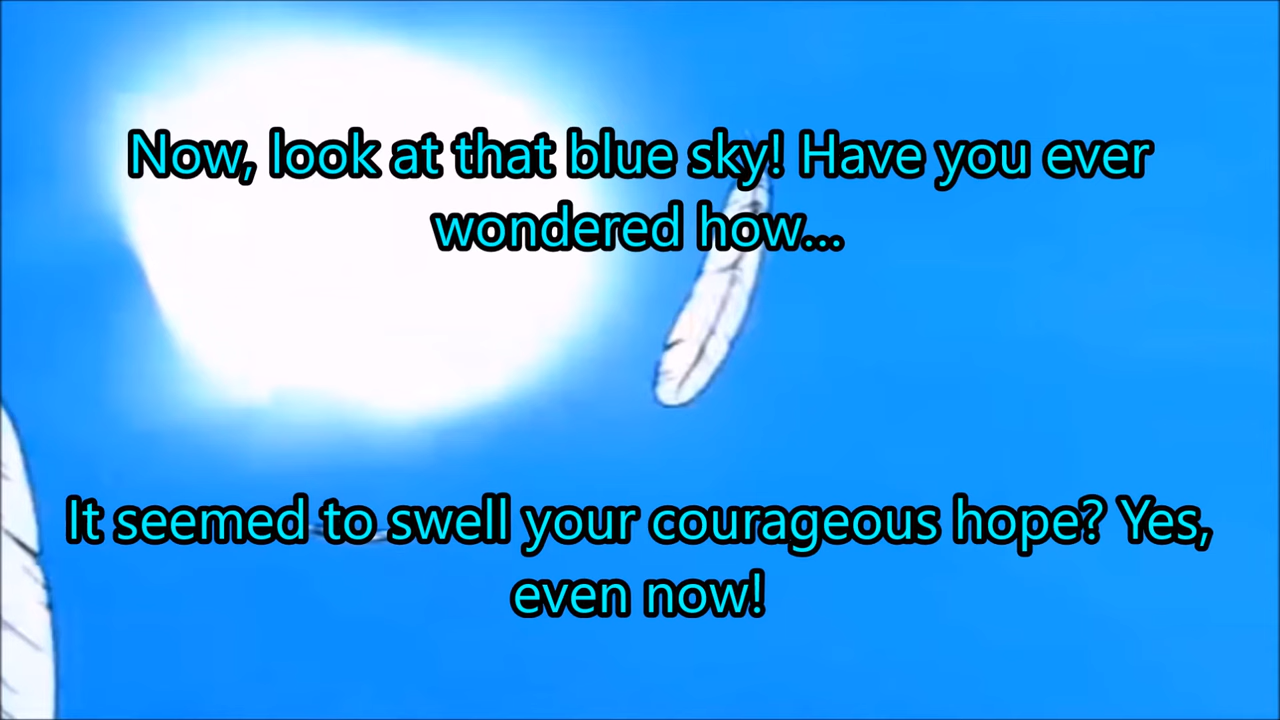 Now, look at that blue sky! Have you ever
wondered how...
It seemed to swell your courageous hope? Yes,
even now!